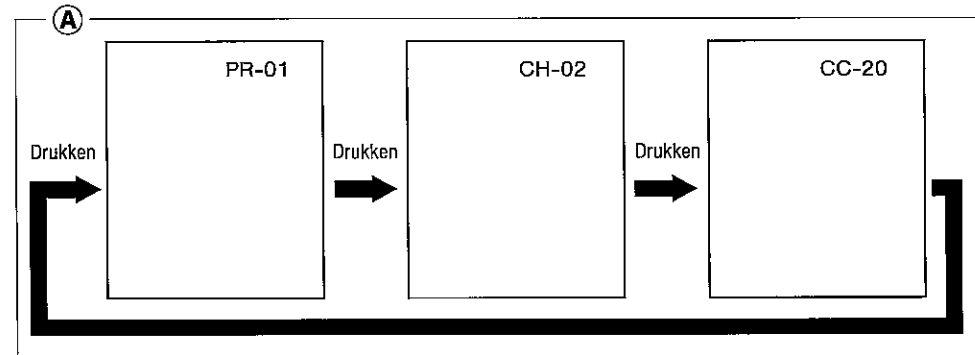 A
PR-01
CH-02
CC-20
Drukken
Drukken
Drukken